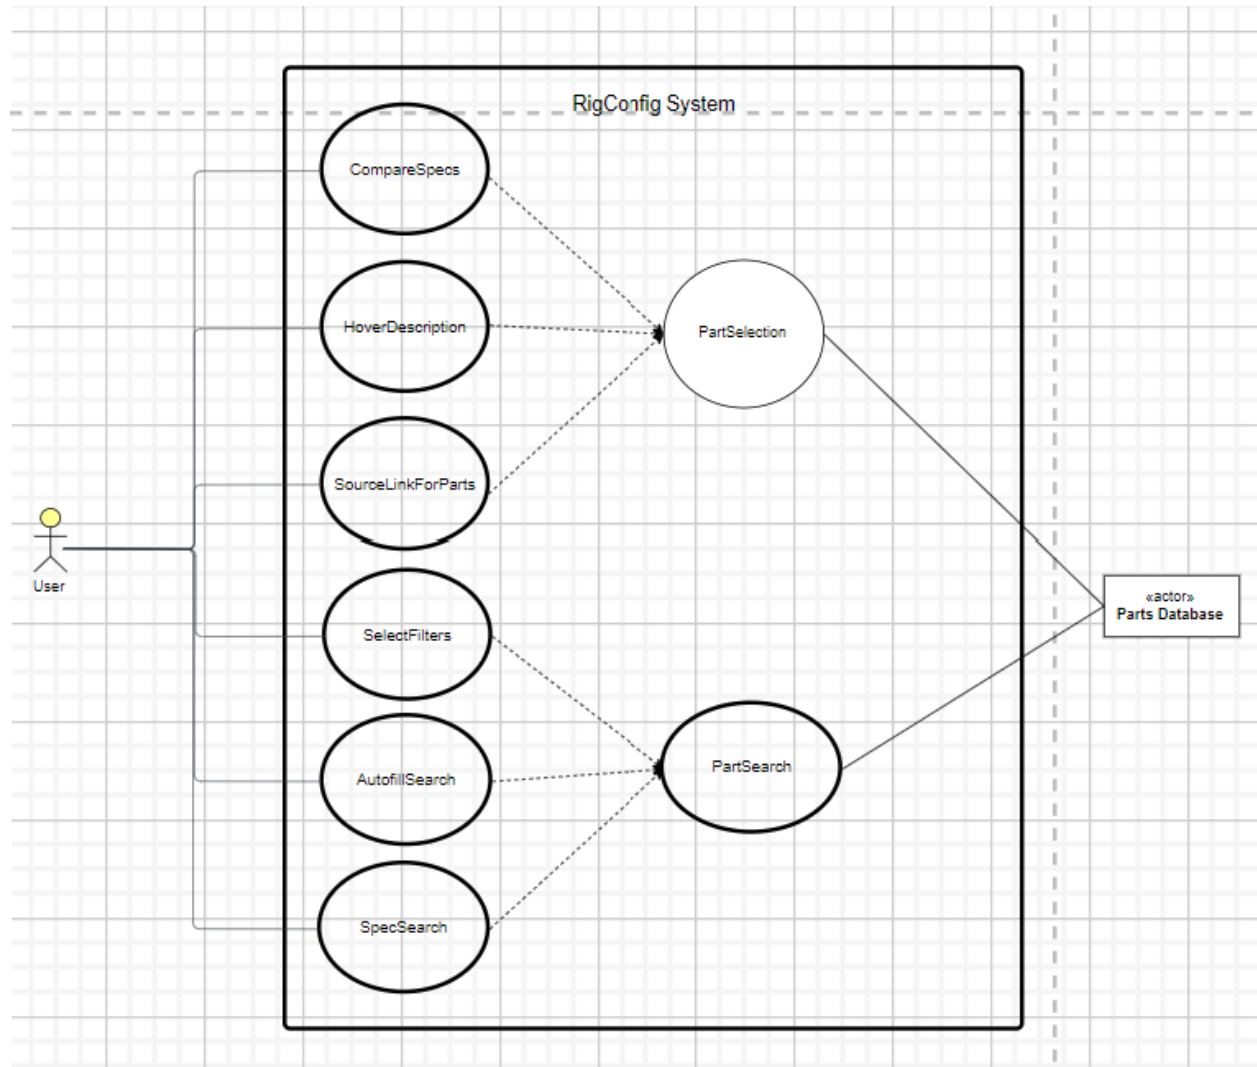 RigConfig System
CompareSpecs
HoverDescription
PartSelection
SourceLinkForParts
User
«actor»
Parts Database
SelectFilters
AutofillSearch
PartSearch
SpecSearch